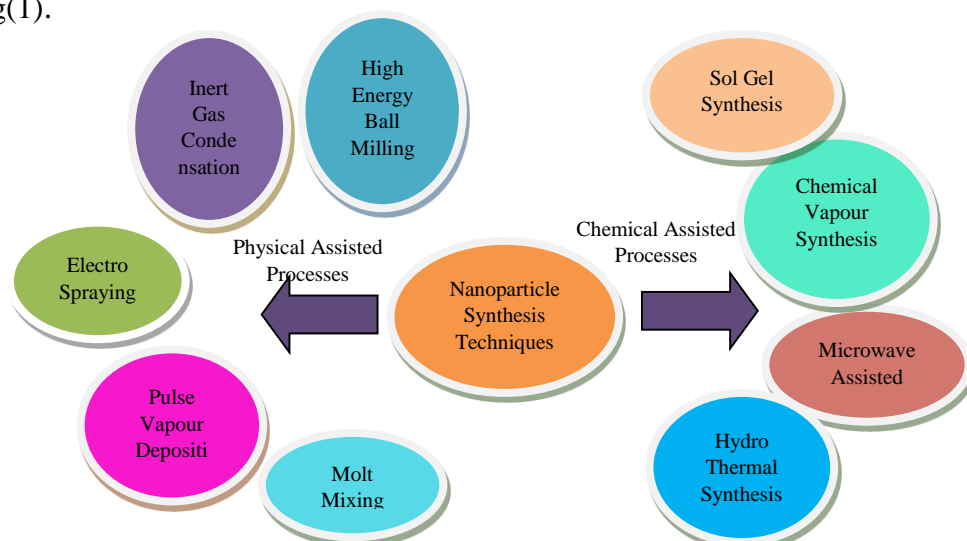 g(1).
Inert
Gas
Conde
nsation
High
Energy
Ball
Milling
Sol Gel
Synthesis
Chemical
Vapour
Synthesis
Electro
Spraying
Physical Assisted
Processes
Chemical Assisted
Processes
Nanoparticle
Synthesis
Techniques
Microwave
Assisted
Pulse
Vapour
Depositi
Molt
Mixing
Hydro
Thermal
Synthesis